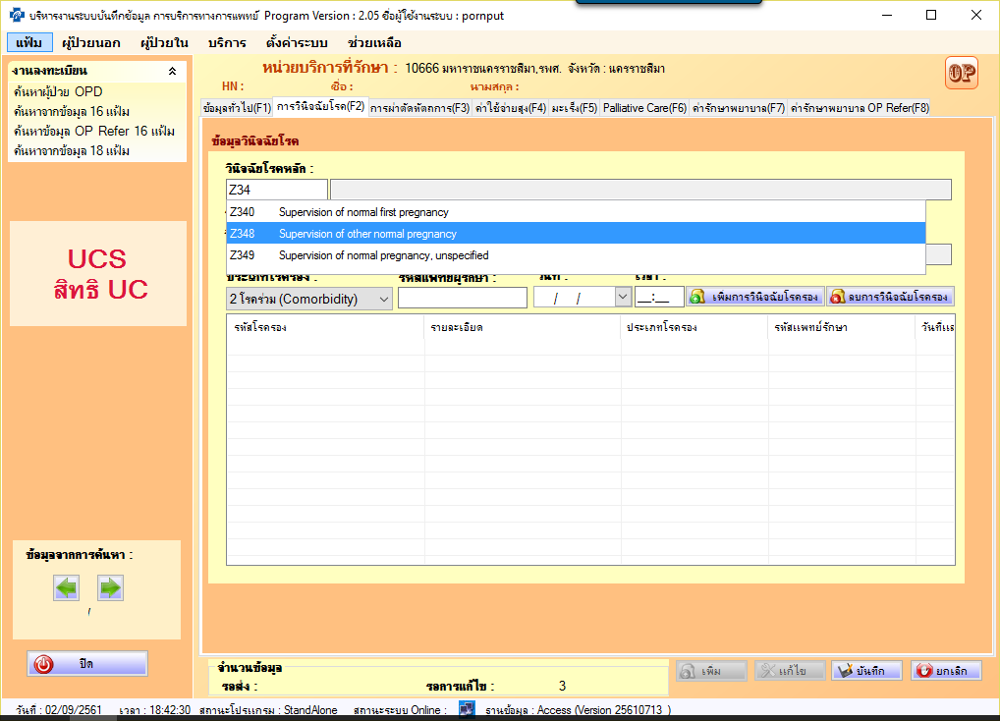 บริหารงานระบบบันทึกข้อมูล การบริการทางการแพทย์ Program Version : 2.05 ชื่อผู้ใช้งานระบบ : pornput
แฟ้ม ผู้ป่วยนอก ผู้ป่วยใน บริการ ตั้งค่าระบบ ช่วยเหลือ
งานลงทะเบียน
ค้นหาผู้ป่วย OPD
ค้นหาจากข้อมูล 16 แฟ้ม
ค้นหาข้อมูล OP Refer 16 แฟ้ม
ค้นหาจากข้อมูล 18 แฟ้ม
UCS
สิทธิ UC
ข้อมูลจากการค้นหา :
/
ปิด
หน่วยบริการที่รักษา : 10666 มหาราชนครราชสีมา,รพศ. จังหวัด : นครราชสีมา
HN : ชื่อ : นามสกุล :
OP
ข้อมูลทั่วไป(F1) การวินิจฉัยโรค(F2) การผ่าตัดหัตถการ(F3) ค่าใช้จ่ายสูง(F4) มะเร็ง(F5) Palliative Care(F6) ค่ารักษาพยาบาล(F7) ค่ารักษาพยาบาล OP Refer(F8)
ข้อมูลวินิจฉัยโรค
วินิจฉัยโรคหลัก :
Z34
Z340 Supervision of normal first pregnancy
Z348 Supervision of other normal pregnancy
Z349 Supervision of normal pregnancy, unspecified
ประเภทโรครอง : รหัสแพทย์ผู้รักษา : วันที่ : เวลา :
2 โรคร่วม (Comorbidity) / / __:__ เพิ่มการวินิจฉัยโรครอง ลบการวินิจฉัยโรครอง
รหัสโรครอง รายละเอียด ประเภทโรครอง รหัสแพทย์รักษา วันที่แล
จำนวนข้อมูล
รอส่ง : รอการแก้ไข : 3
เพิ่ม แก้ไข บันทึก ยกเลิก
วันที่ : 02/09/2561 เวลา : 18:42:30 สถานะโปรแกรม : StandAlone สถานะระบบ Online : ฐานข้อมูล : Access (Version 25610713 )